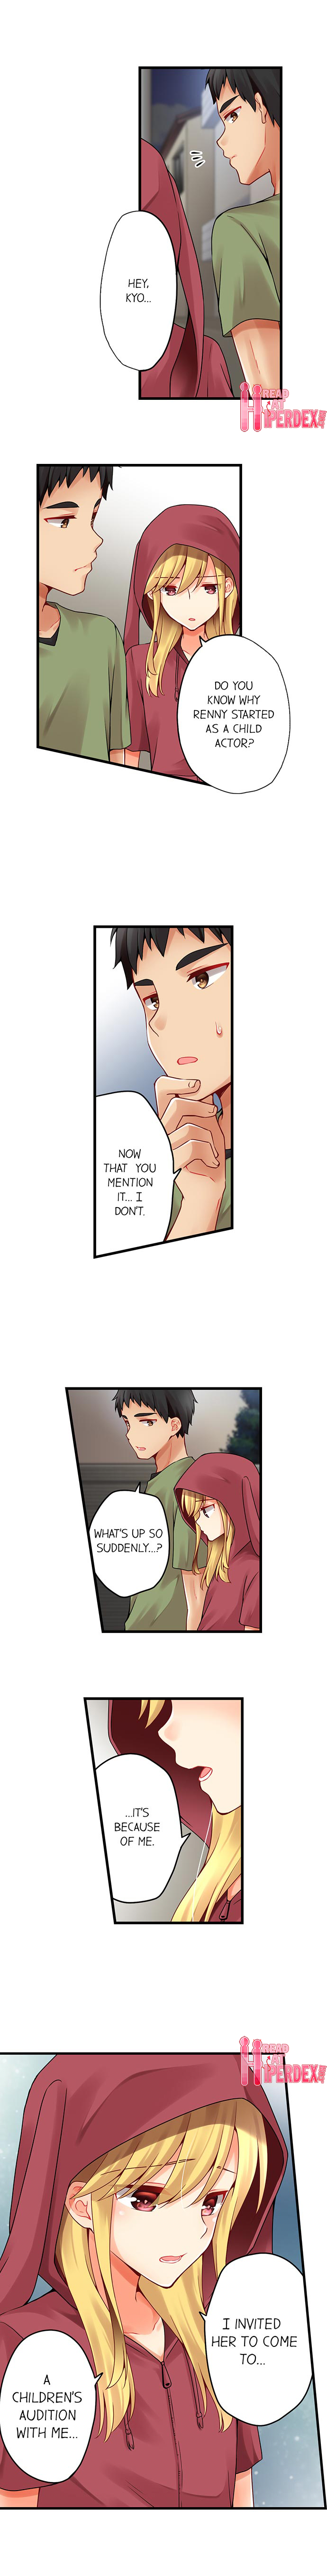 HEY,
KYO...
READ
AT
HIPERDEX
DO YOU
KNOW WHY
RENNY STARTED
AS A CHILD
ACTOR?
NOW
THAT YOU
MENTION
IT... I
DON'T.
WHAT'S UP SO
SUDDENLY...?
...IT'S
BECAUSE
OF ME.
READ
AT
HIPERDEX
I INVITED
HER TO COME
TO...
A
CHILDREN'S
AUDITION
WITH ME...